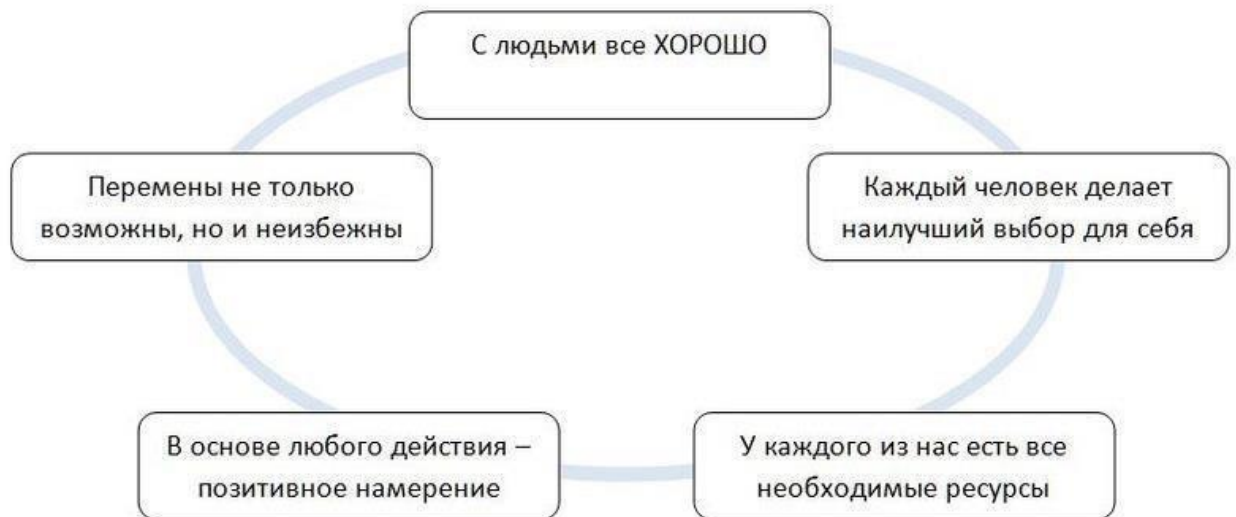 С людьми все ХОРОШО
Каждый человек делает
наилучший выбор для себя
У каждого из нас есть все
необходимые ресурсы
В основе любого действия –
позитивное намерение
Перемены не только
возможны, но и неизбежны